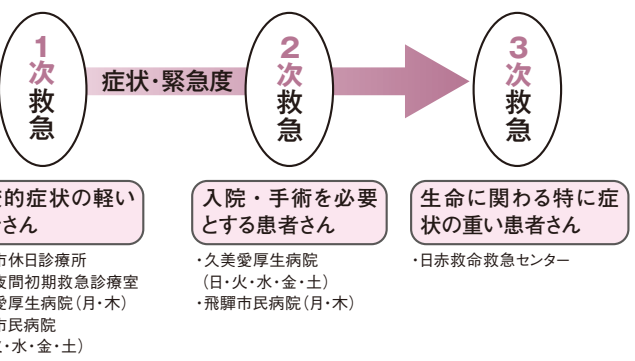 1次救急
症状・緊急度
2次救急
3次救急
的症状の軽い
さん
市休日診療所
夜間初期救急診療室
愛厚生病院(月・木)
市民病院
・水・金・土)
入院・手術を必要
とする患者さん
・久美愛厚生病院
(日・火・水・金・土)
・飛騨市民病院(月・木)
生命に関わる特に症
状の重い患者さん
・日赤救命救急センター